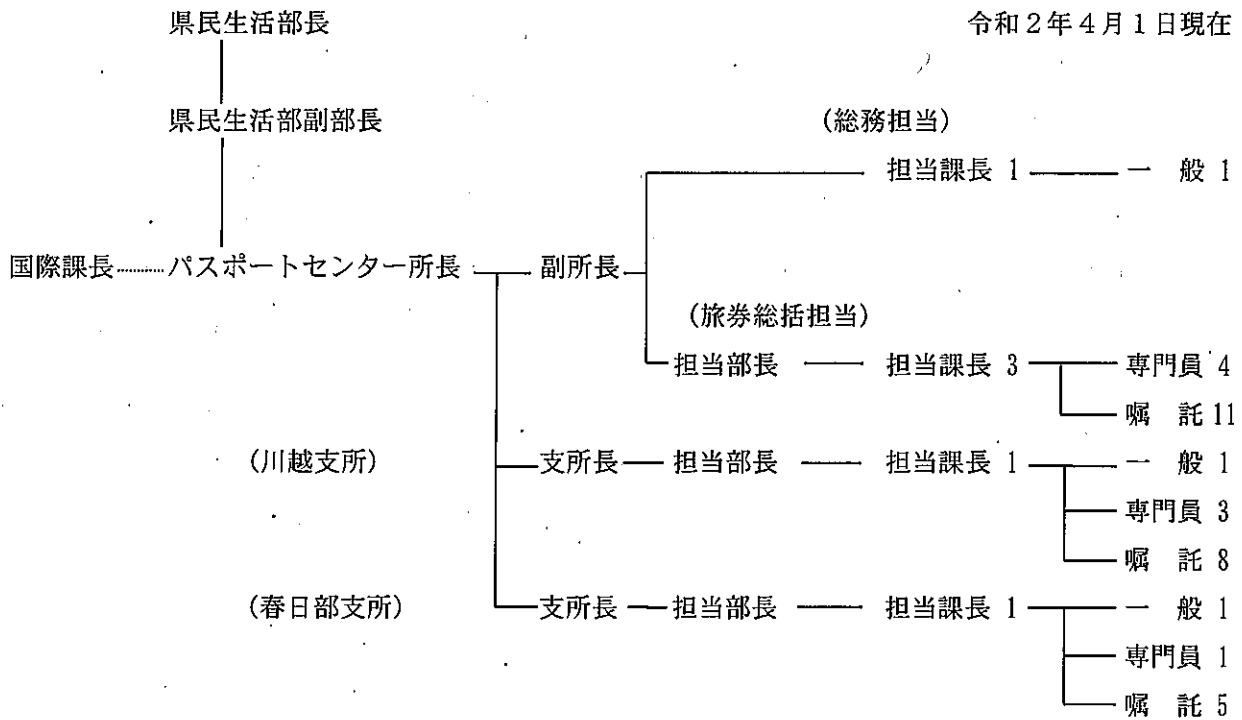 県民生活部長 令和2年4月1日現在
県民生活部副部長 (総務担当)
担当課長 1 一 般 1
国際課長 パスポートセンター所長 副所長
(旅券総括担当)
担当部長 担当課長 3 専門員 4
嘱 託 11
(川越支所) 支所長 担当部長 担当課長 1 一 般 1
専門員 3
嘱 託 8
(春日部支所) 支所長 担当部長 担当課長 1 一 般 1
専門員 1
嘱 託 5